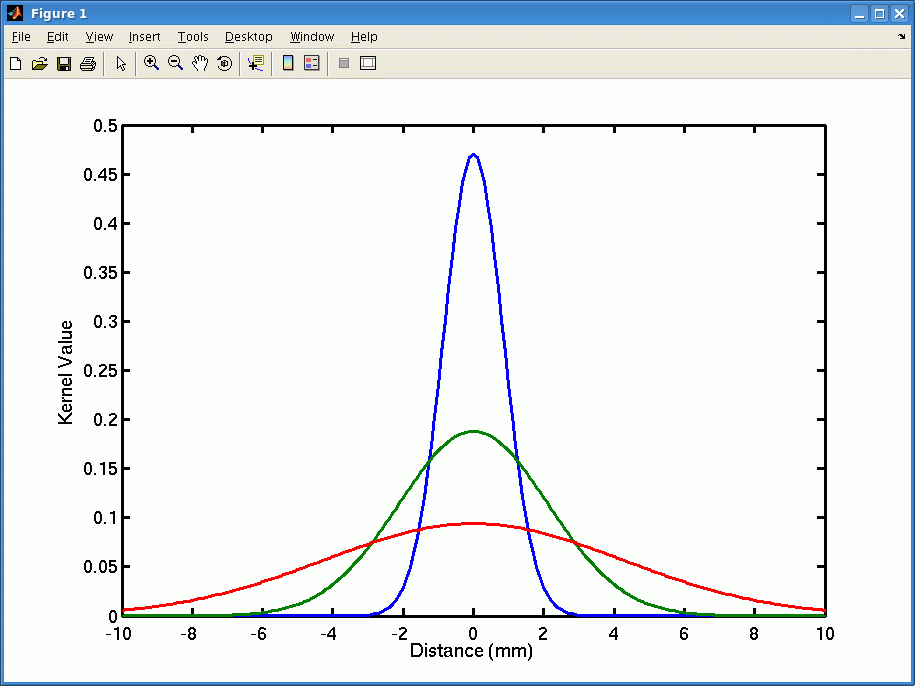 Figure 1
File Edit View Insert Tools Desktop Window Help
0.5
0.45
0.4
0.35
0.3
0.25
0.2
0.15
0.1
0.05
0
Kernel Value
-10 -8 -6 -4 -2 0 2 4 6 8 10
Distance (mm)